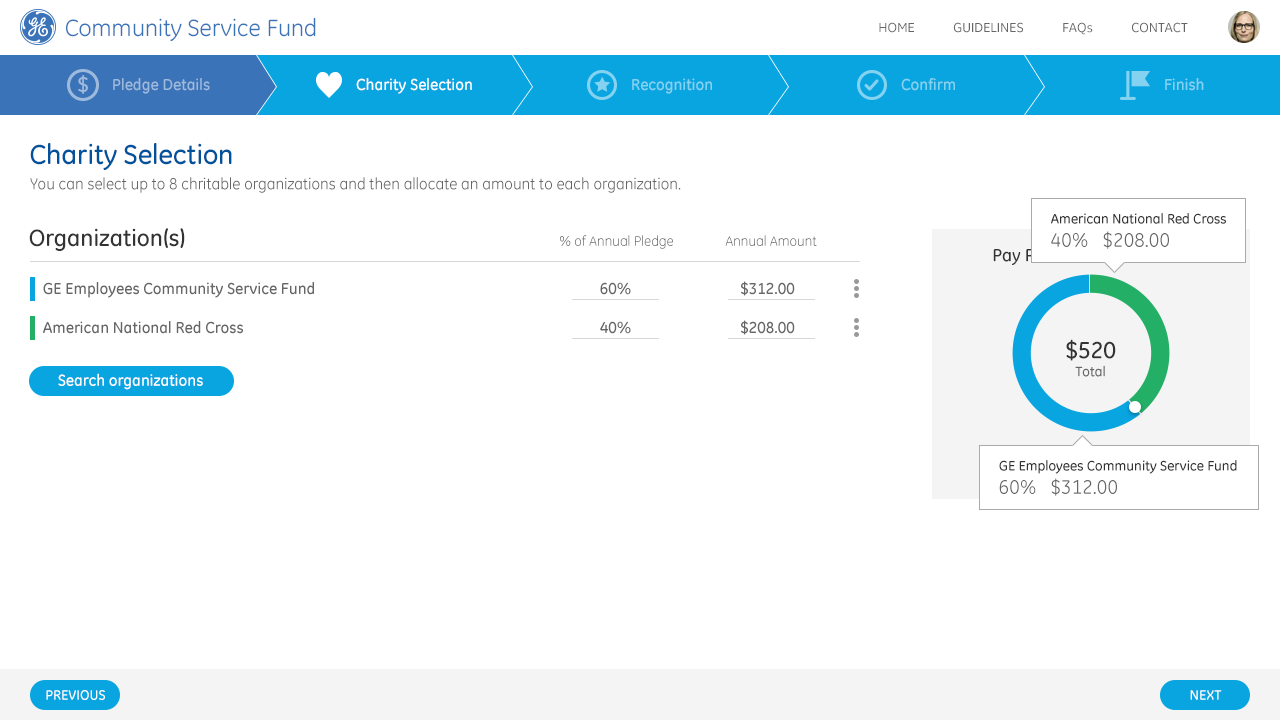 Community Service Fund
HOME GUIDELINES FAQs CONTACT
Pledge Details Charity Selection Recognition Confirm Finish
Charity Selection
You can select up to 8 chritable organizations and then allocate an amount to each organization.
Organization(s) % of Annual Pledge Annual Amount
GE Employees Community Service Fund 60% $312.00
American National Red Cross 40% $208.00
Search organizations
American National Red Cross
40% $208.00
Pay
$520
Total
GE Employees Community Service Fund
60% $312.00
PREVIOUS NEXT